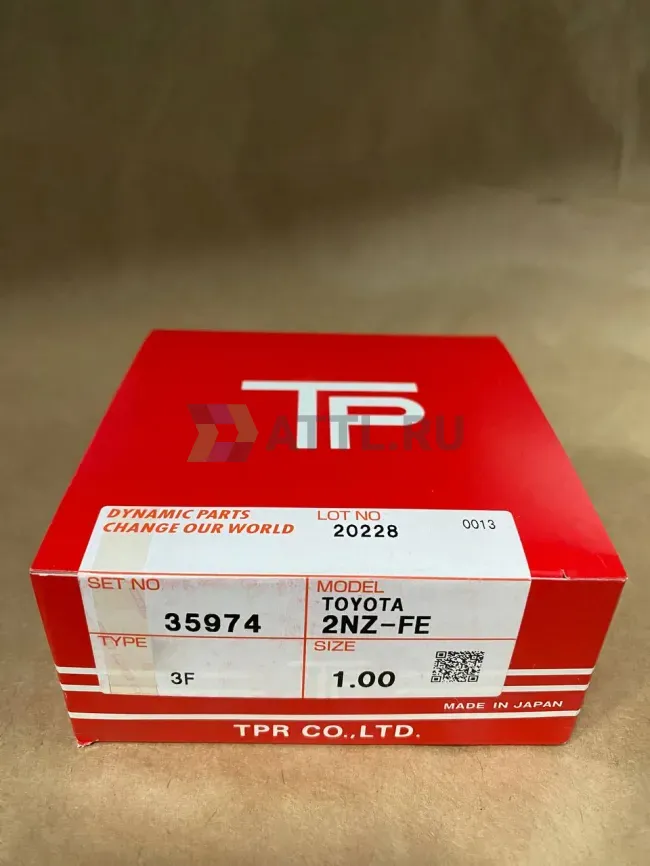 TP
ATTL.RU
DYNAMIC PARTS
CHANGE OUR WORLD
LOT NO
20228
0013
SET NO
35974
MODEL
TOYOTA
2NZ-FE
TYPE
3F
SIZE
1.00
MADE IN JAPAN
TPR CO.,LTD.